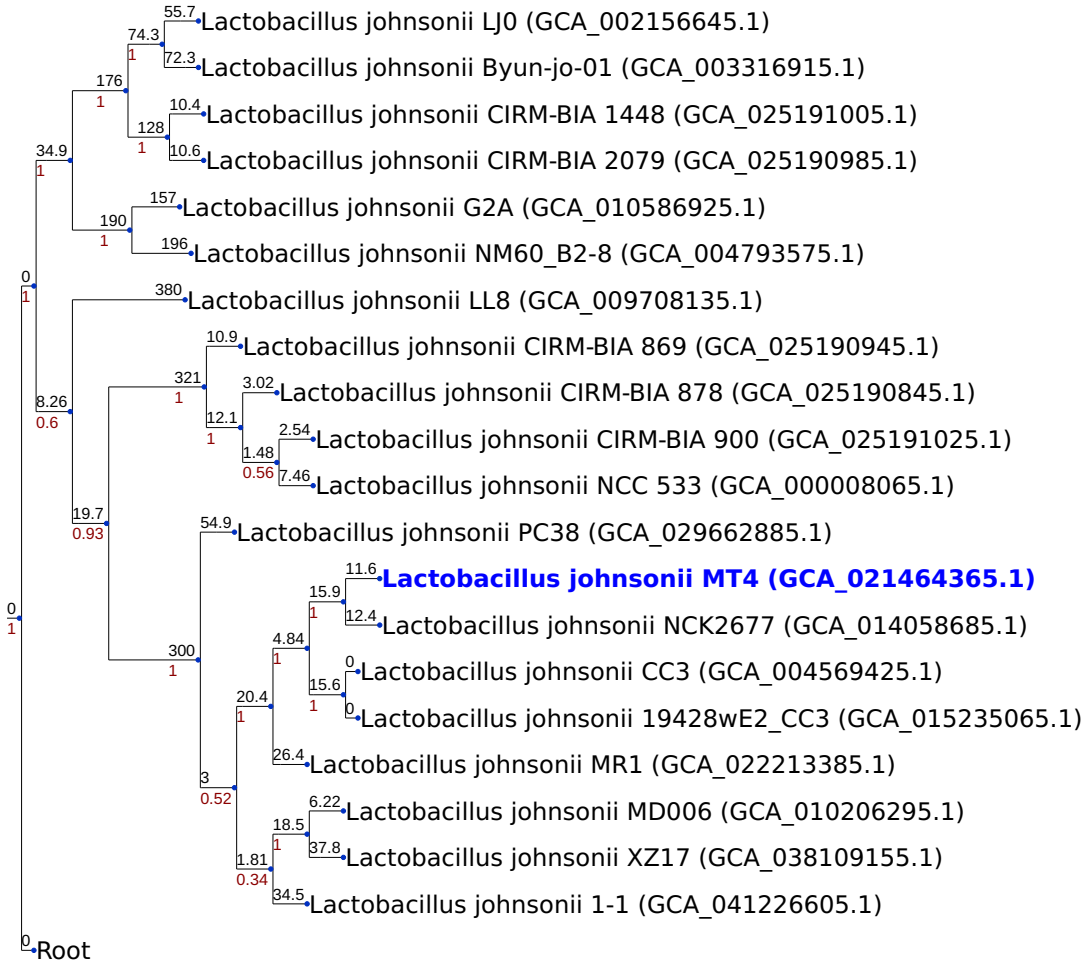 55.7 Lactobacillus johnsonii LJ0 (GCA_002156645.1)
74.3
1
72.3 Lactobacillus johnsonii Byun-jo-01 (GCA_003316915.1)
176
1
10.4 Lactobacillus johnsonii CIRM-BIA 1448 (GCA_025191005.1)
128
1
10.6 Lactobacillus johnsonii CIRM-BIA 2079 (GCA_025190985.1)
34.9
1
157 Lactobacillus johnsonii G2A (GCA_010586925.1)
190
1
196 Lactobacillus johnsonii NM60_B2-8 (GCA_004793575.1)
0
1
380 Lactobacillus johnsonii LL8 (GCA_009708135.1)
10.9 Lactobacillus johnsonii CIRM-BIA 869 (GCA_025190945.1)
321
1
3.02 Lactobacillus johnsonii CIRM-BIA 878 (GCA_025190845.1)
8.26
0.6
12.1
1
2.54 Lactobacillus johnsonii CIRM-BIA 900 (GCA_025191025.1)
1.48
0.56
7.46 Lactobacillus johnsonii NCC 533 (GCA_000008065.1)
19.7
0.93
54.9 Lactobacillus johnsonii PC38 (GCA_029662885.1)
11.6 Lactobacillus johnsonii MT4 (GCA_021464365.1)
15.9
1
0
1
12.4 Lactobacillus johnsonii NCK2677 (GCA_014058685.1)
4.84
1
300
1
0 Lactobacillus johnsonii CC3 (GCA_004569425.1)
15.6
1
0 Lactobacillus johnsonii 19428wE2_CC3 (GCA_015235065.1)
20.4
1
26.4 Lactobacillus johnsonii MR1 (GCA_022213385.1)
3
0.52
6.22 Lactobacillus johnsonii MD006 (GCA_010206295.1)
18.5
1
37.8 Lactobacillus johnsonii XZ17 (GCA_038109155.1)
1.81
0.34
34.5 Lactobacillus johnsonii 1-1 (GCA_041226605.1)
0 Root